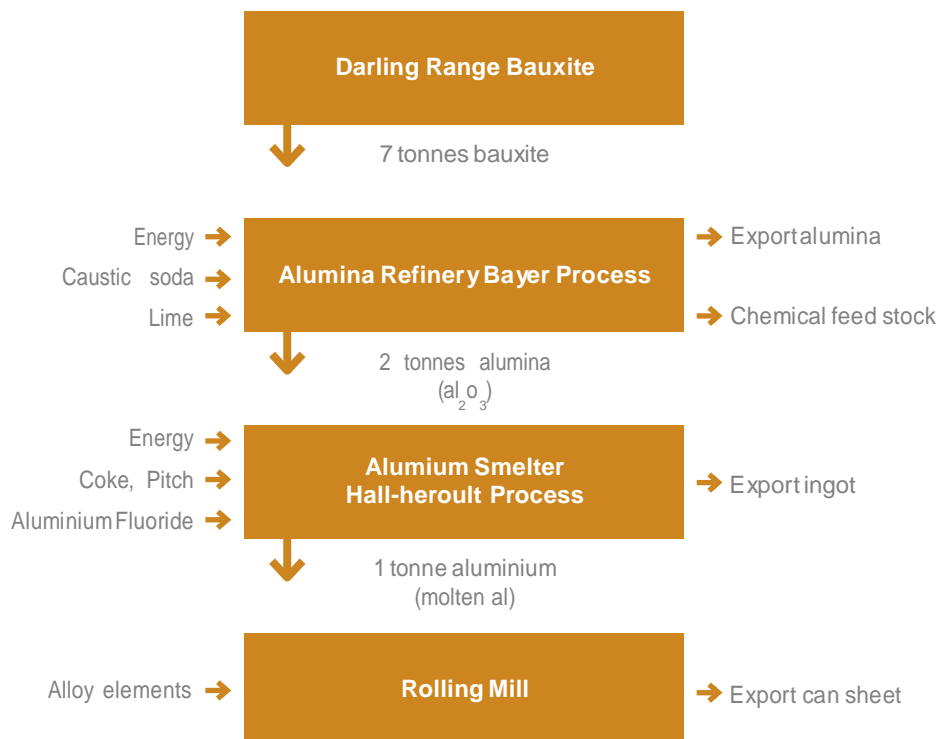 Darling Range Bauxite
7 tonnes bauxite
Energy
Caustic soda
Lime
Alumina Refinery Bayer Process
Export alumina
Chemical feed stock
2 tonnes alumina
(al2o3)
Energy
Coke, Pitch
Aluminium Fluoride
Alumium Smelter
Hall-heroult Process
Export ingot
1 tonne aluminium
(molten al)
Alloy elements
Rolling Mill
Export can sheet